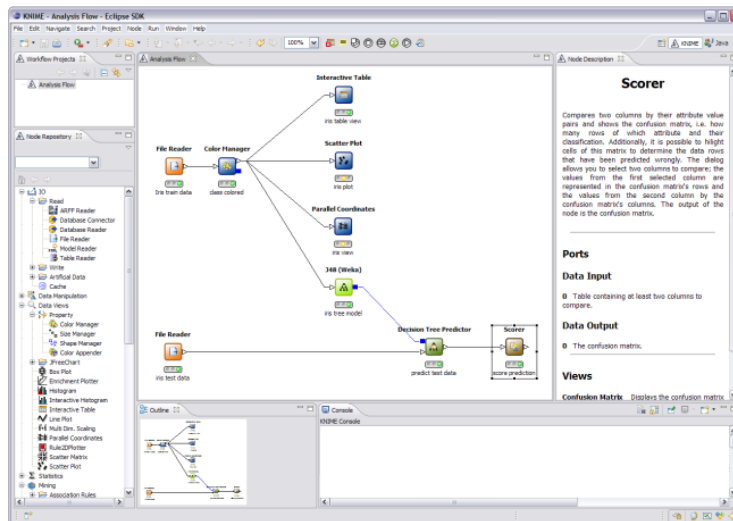 KNIME - Analysis Flow - Eclipse SDK
File Edit Navigate Search Project Node Run Window Help
100%
KNIME Java
Workflow Projects
Analysis Flow
Node Repository
IO
Read
ARFF Reader
Database Connector
Database Reader
File Reader
Model Reader
Table Reader
Write
Artificial Data
Cache
Data Manipulation
Data Views
Property
Color Manager
Size Manager
Shape Manager
Color Appender
JFreeChart
Box Plot
Enrichment Plotter
Histogram
Interactive Histogram
Interactive Table
Line Plot
Multi Dim. Scaling
Parallel Coordinates
Rule2DPlotter
Scatter Matrix
Scatter Plot
Statistics
Mining
Association Rules
Analysis Flow
Interactive Table
iris table view
File Reader
Iris train data
Color Manager
class colored
Scatter Plot
iris plot
Parallel Coordinates
iris view
J48 (Weka)
iris tree model
File Reader
iris test data
Decision Tree Predictor
predict test data
Scorer
score prediction
Outline
Console
KNIME Console
Node Description
Scorer
Compares two columns by their attribute value
pairs and shows the confusion matrix, i.e. how
many rows of which attribute and their
classification. Additionally, it is possible to hilight
cells of this matrix to determine the data rows
that have been predicted wrongly. The dialog
allows you to select two columns to compare; the
values from the first selected column are
represented in the confusion matrix's rows and
the values from the second column by the
confusion matrix's columns. The output of the
node is the confusion matrix.
Ports
Data Input
0 Table containing at least two columns to
compare.
Data Output
0 The confusion matrix.
Views
Confusion Matrix Displays the confusion matrix